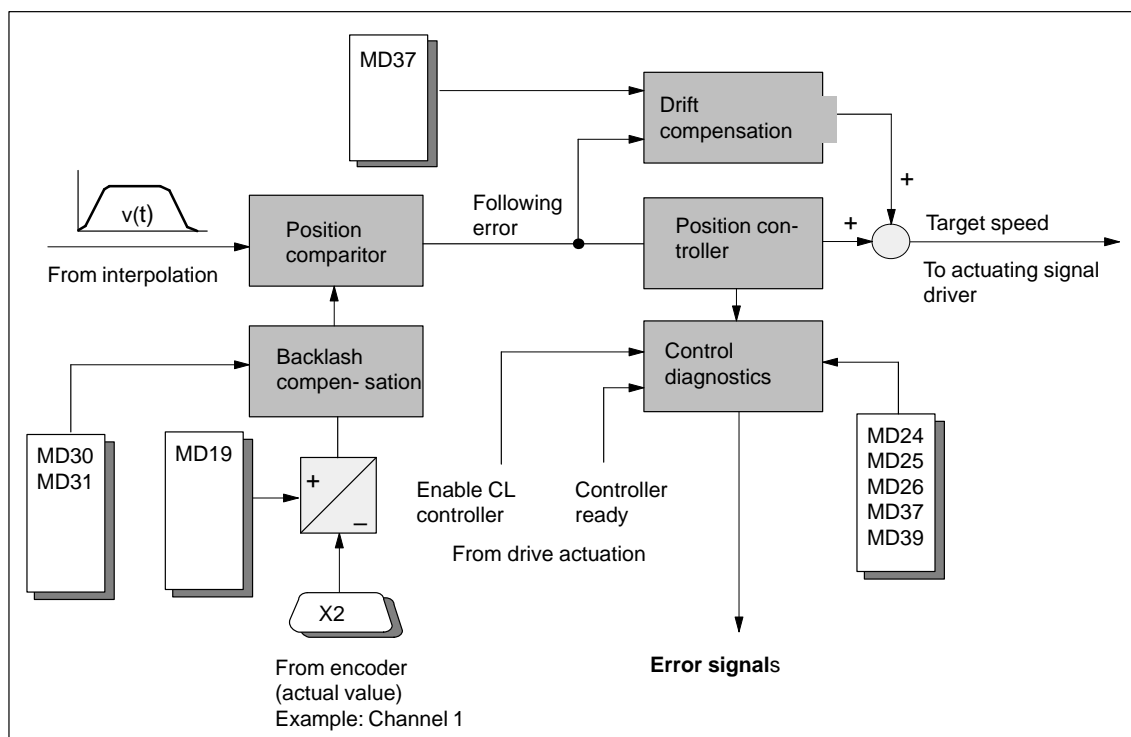 MD37
Drift
compensation
+
v(t)
Following
error
Position
comparitor
Position con-
troller
+
Target speed
From interpolation
To actuating signal
driver
Backlash
compen- sation
Control
diagnostics
MD30
MD31
MD19
+
–
MD24
MD25
MD26
MD37
MD39
Enable CL
controller
Controller
ready
From drive actuation
X2
From encoder
(actual value)
Example: Channel 1
Error signals